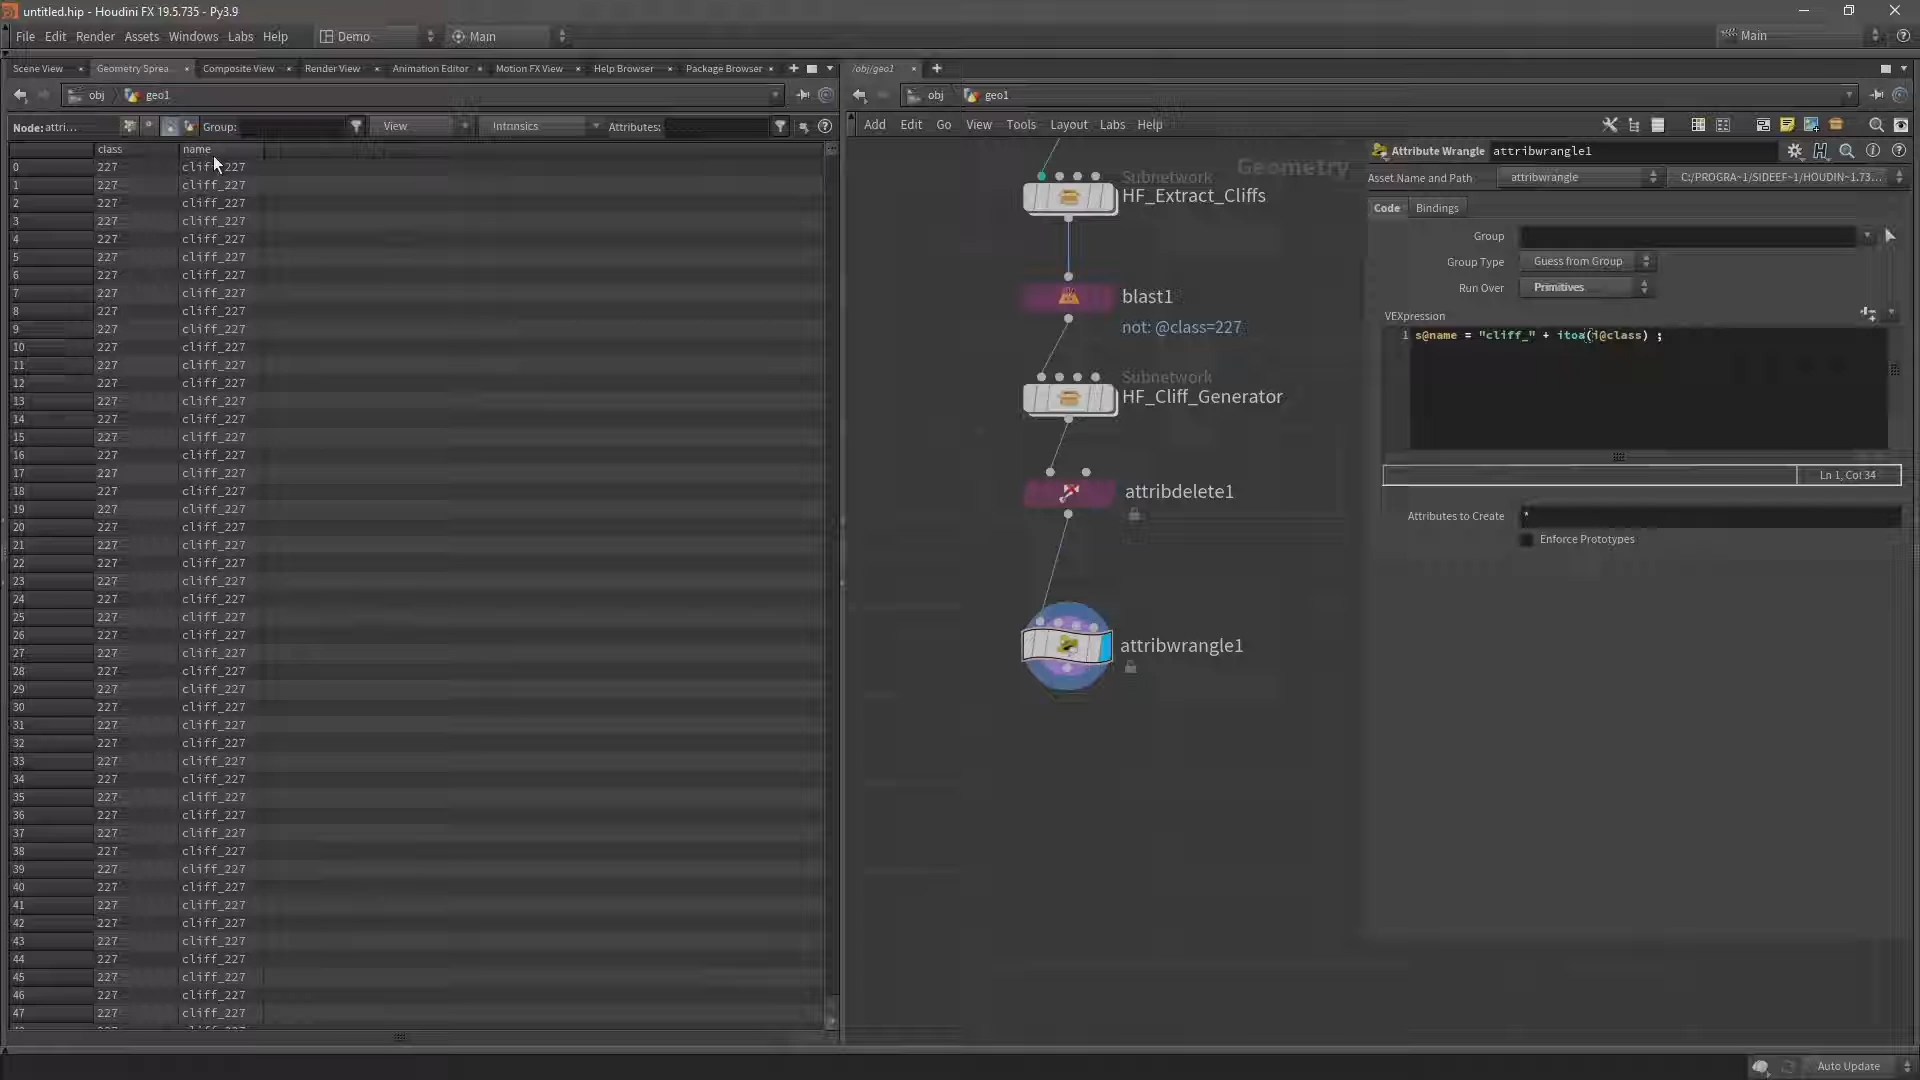 untitled.hip - Houdini FX 19.5.735 - Py3.9
File Edit Render Assets Windows Labs Help Demo Main Main
Scene View Geometry Sprea... Composite View Render View Animation Editor Motion FX View Help Browser Package Browser
obj geo1
Node: attri... Group: View Intrinsics Attributes:
class name
0 227 cliff_227
1 227 cliff_227
2 227 cliff_227
3 227 cliff_227
4 227 cliff_227
5 227 cliff_227
6 227 cliff_227
7 227 cliff_227
8 227 cliff_227
9 227 cliff_227
10 227 cliff_227
11 227 cliff_227
12 227 cliff_227
13 227 cliff_227
14 227 cliff_227
15 227 cliff_227
16 227 cliff_227
17 227 cliff_227
18 227 cliff_227
19 227 cliff_227
20 227 cliff_227
21 227 cliff_227
22 227 cliff_227
23 227 cliff_227
24 227 cliff_227
25 227 cliff_227
26 227 cliff_227
27 227 cliff_227
28 227 cliff_227
29 227 cliff_227
30 227 cliff_227
31 227 cliff_227
32 227 cliff_227
33 227 cliff_227
34 227 cliff_227
35 227 cliff_227
36 227 cliff_227
37 227 cliff_227
38 227 cliff_227
39 227 cliff_227
40 227 cliff_227
41 227 cliff_227
42 227 cliff_227
43 227 cliff_227
44 227 cliff_227
45 227 cliff_227
46 227 cliff_227
47 227 cliff_227
/obj/geo1
obj geo1
Add Edit Go View Tools Layout Labs Help
Geometry
Subnetwork
HF_Extract_Cliffs
blast1
not: @class=227
Subnetwork
HF_Cliff_Generator
attribdelete1
attribwrangle1
Attribute Wrangle attribwrangle1
Asset Name and Path attribwrangle C:/PROGRA~1/SIDEEF~1/HOUDIN~1.73...
Code Bindings
Group
Group Type Guess from Group
Run Over Primitives
VEXpression
1 s@name = "cliff_" + itoa(i@class) ;
Ln 1, Col 34
Attributes to Create *
Enforce Prototypes
Auto Update